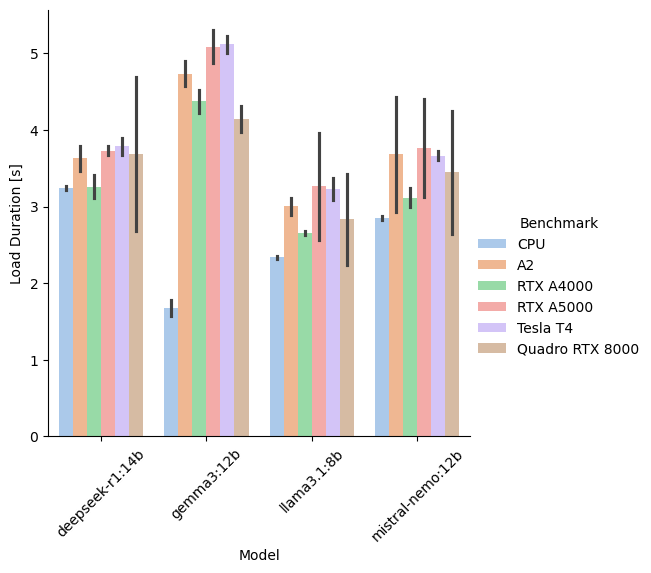 5
4
3
2
1
0
Load Duration [s]
deepseek-r1:14b
gemma3:12b
llama3.1:8b
mistral-nemo:12b
Model
Benchmark
CPU
A2
RTX A4000
RTX A5000
Tesla T4
Quadro RTX 8000